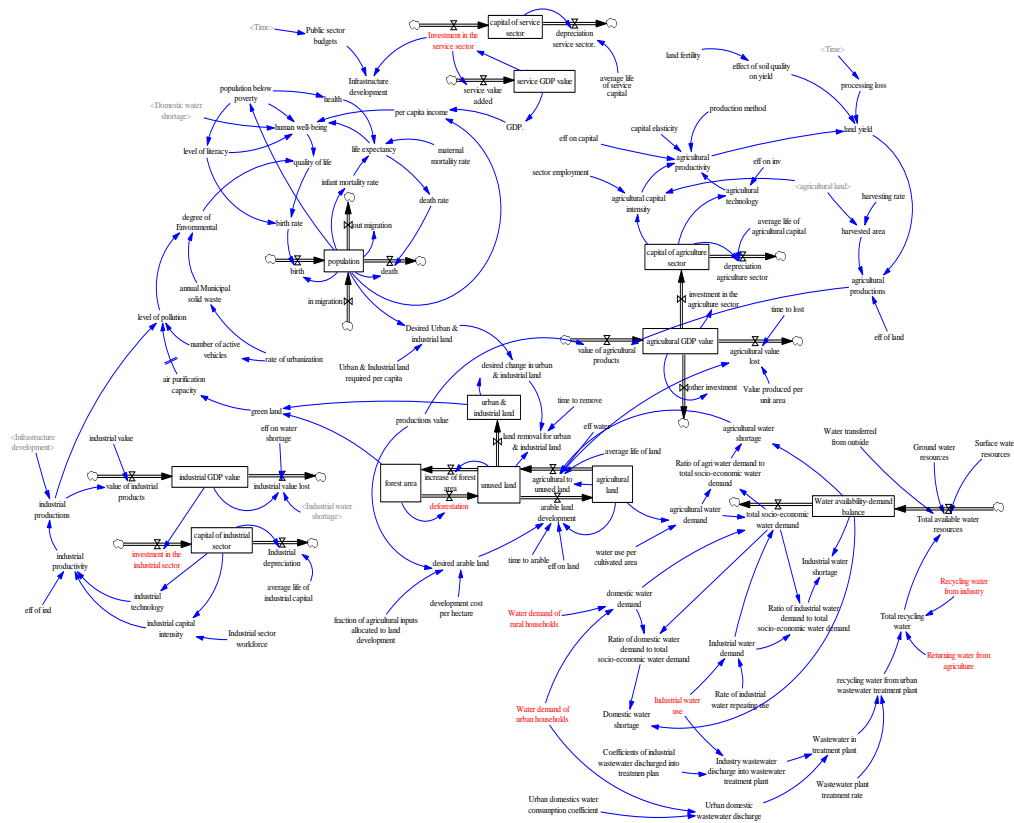 <Time>
Public sector
budgets
Investment in the
service sector
capital of service
sector
depreciation
service sector.
average life
of service
capital
service GDP value
service value
added
GDP.
Infrastructure
development
population below
poverty
health
per capita income
<Domestic water
shortage>
human well-being
level of literacy
life expectancy
maternal
mortality rate
quality of life
infant mortality rate
death rate
degree of
Envornmental
birth rate
out migration
birth
population
death
in migration
annual Municipal
solid waste
level of pollution
number of active
vehicles
rate of urbanization
air purification
capacity
green land
land fertility
effect of soil quality
on yield
<Time>
processing loss
production method
capital elasticity
land yield
eff on capital
agricultural
productivity
eff on inv
sector employment
agricultural capital
intensity
agricultural
technology
<agricultural land>
harvesting rate
average life of
agricultural capital
harvested area
capital of agriculture
sector
depreciation
agriculture sector
agricultural
productions
investment in the
agriculture sector
time to lost
eff of land
value of agricultural
products
agricultural GDP value
agricultural value
lost
other investment
Value produced per
unit area
Desired Urban &
industrial land
Urban & Industrial land
required per capita
desired change in urban
& industrial land
urban &
industrial land
time to remove
productions value
land removal for urban
& industrial land
eff water
average life of land
forest area
increase of forest
area
deforestation
unused land
agricultural to
unused land
arable land
development
agricultural
land
time to arable
eff on land
desired arable land
development cost
per hectare
fraction of agricultural inputs
allocated to land
development
<Infrastructure
development>
industrial value
eff on water
shortage
value of industrial
products
industrial GDP value
industrial value lost
<Industrial water
shortage>
industrial
productions
investment in the
industrial sector
capital of industrial
sector
Industrial
depreciation
average life of
industrial capital
industrial
productivity
eff of ind
industrial
technology
industrial capital
intensity
Industrial sector
workforce
agricultural water
shortage
Water transferred
from outside
Ground water
resources
Surface wate
resources
Ratio of agri water demand to
total socio-economic
water demand
agricultural water
demand
total socio-economic
water demand
Water availability-demand
balance
Total available water
resources
water use per
cultivated area
Industrial water
shortage
domestic water
demand
Water demand of
rural households
Ratio of domestic water
demand to total
socio-economic water demand
Industrial water
demand
Ratio of industrial water
demand to total
socio-economic water demand
Recycling water
from industry
Total recycling
water
Returning water from
agriculture
recycling water from urban
wastewater treatment plant
Water demand of
urban households
Domestic water
shortage
Industrial water
use
Rate of industrial
water repeating use
Coefficients of industrial
wastewater discharged into
treatmen plan
Industry wastewater
discharge into wastewater
treatment plant
Wastewater in
treatment plant
Wastewater plant
treatment rate
Urban domestics water
consumption coefficient
Urban domestic
wastewater discharge